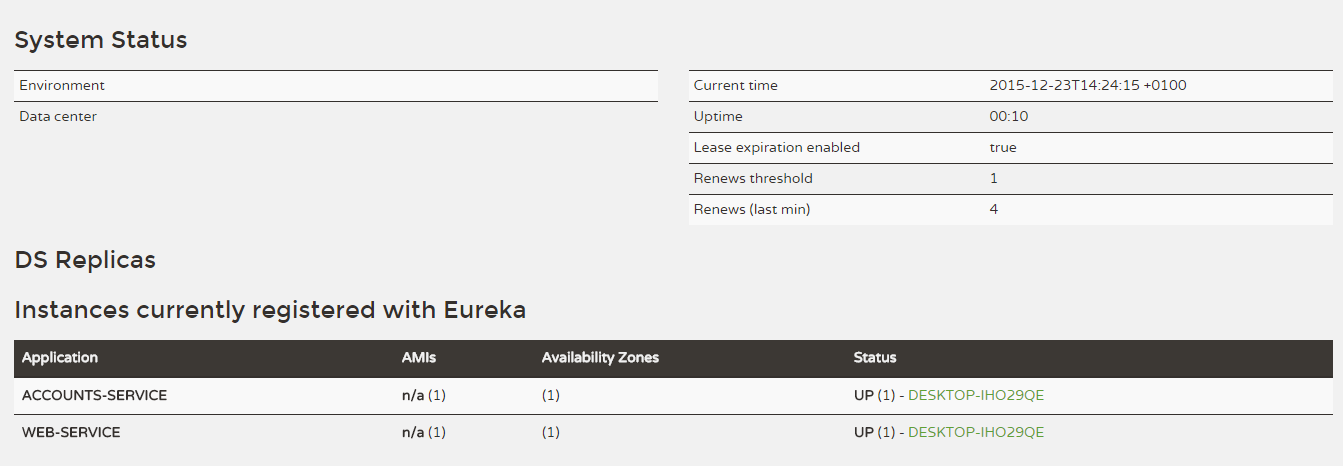 System Status
Environment
Data center
Current time 2015-12-23T14:24:15 +0100
Uptime 00:10
Lease expiration enabled true
Renews threshold 1
Renews (last min) 4
DS Replicas
Instances currently registered with Eureka
Application AMIs Availability Zones Status
ACCOUNTS-SERVICE n/a (1) (1) UP (1) - DESKTOP-IHO29QE
WEB-SERVICE n/a (1) (1) UP (1) - DESKTOP-IHO29QE